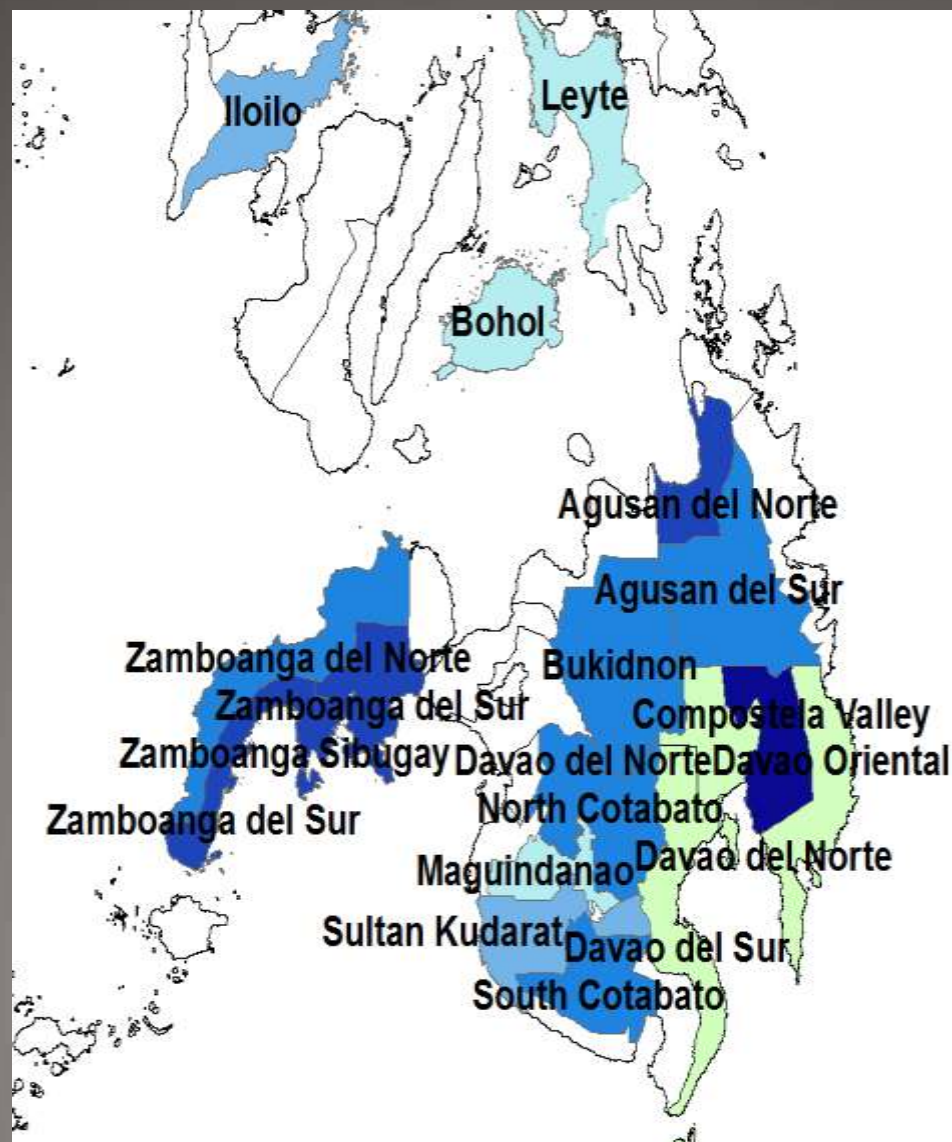 Iloilo
Leyte
Bohol
Agusan del Norte
Agusan del Sur
Zamboanga del Norte
Bukidnon
Zamboanga del Sur
Compostela Valley
Zamboanga Sibugay
Davao del Norte
Davao Oriental
North Cotabato
Zamboanga del Sur
Davao del Norte
Maguindanao
Sultan Kudarat
Davao del Sur
South Cotabato